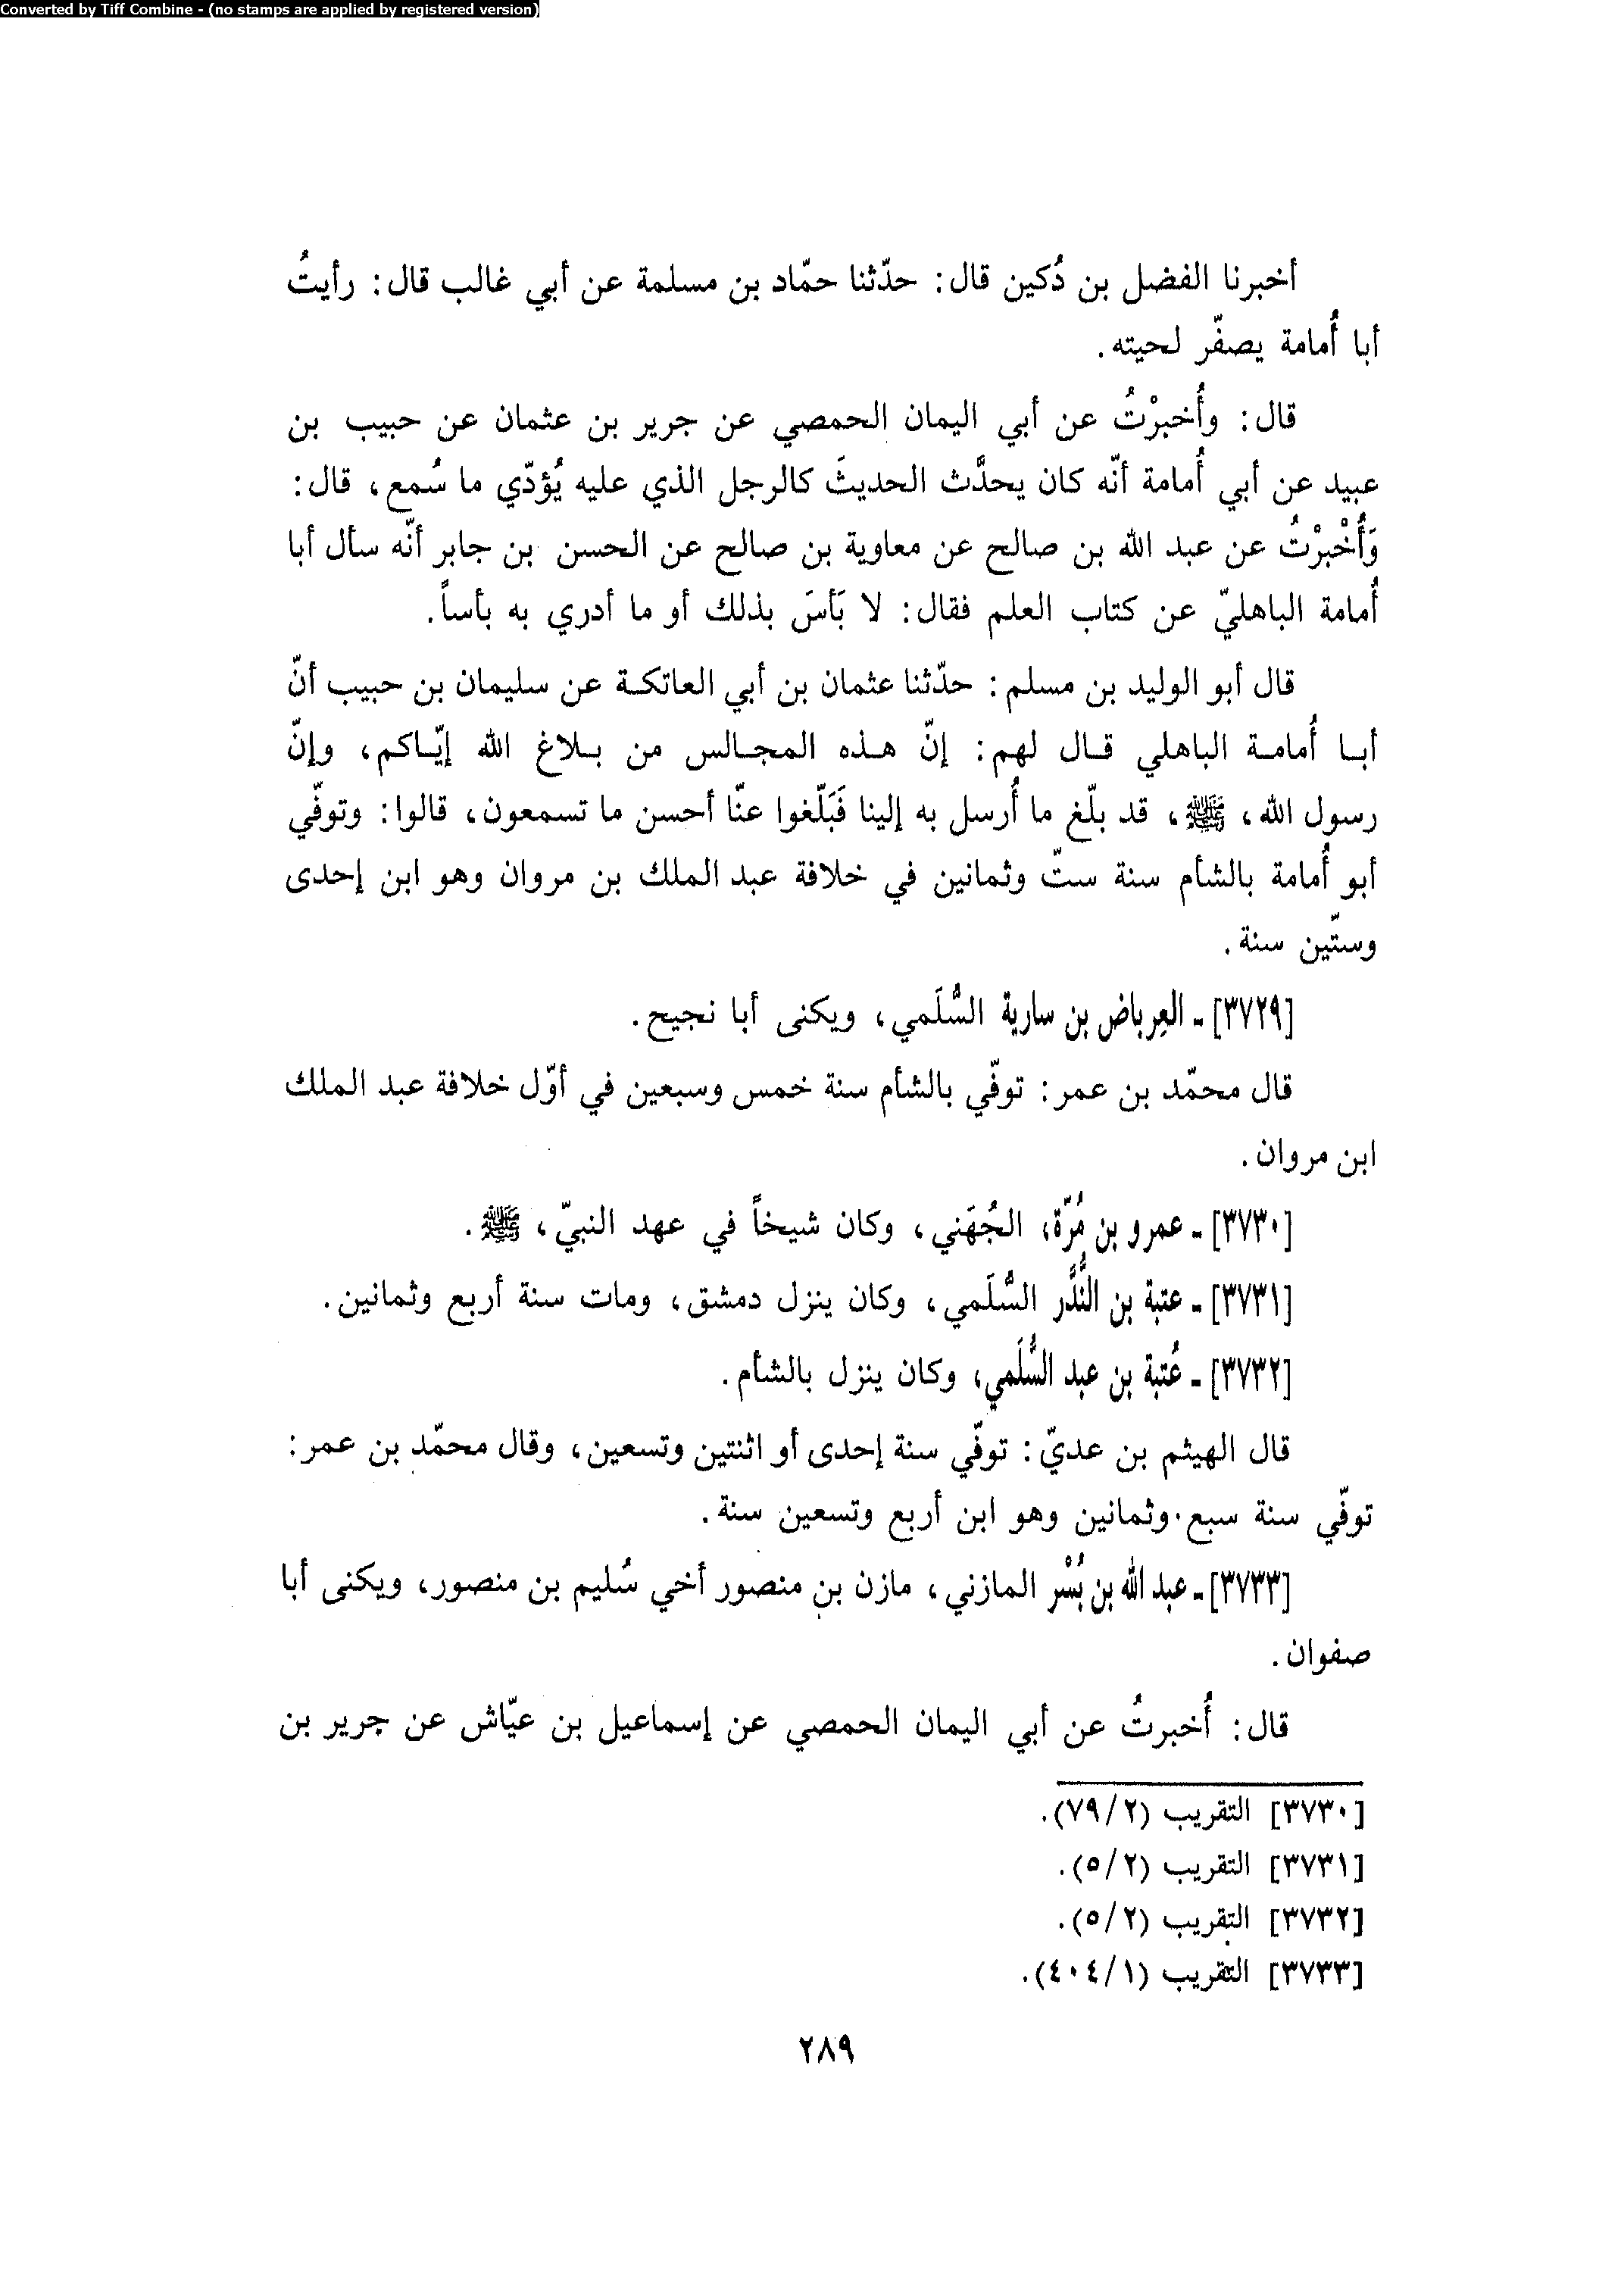 Converted by Tiff Combine - (no stamps are applied by registered version)
أخبرنا الفضل بن دُكين قال: حدّثنا حمّاد بن مسلمة عن أبي غالب قال: رأيتُ
أبا أُمامة يصفّر لحيته.
قال: وأُخبرْتُ عن أبي اليمان الحمصي عن جرير بن عثمان عن حبيب بن
عبيد عن أبي أُمامة أنّه كان يحدَّث الحديثَ كالرجل الذي عليه يُؤدّي ما سُمع، قال:
وَأُخْبرْتُ عن عبد الله بن صالح عن معاوية بن صالح عن الحسن بن جابر أنّه سأل أبا
أُمامة الباهليّ عن كتاب العلم فقال: لا بَأسَ بذلك أو ما أدري به بأساً.
قال أبو الوليد بن مسلم: حدّثنا عثمان بن أبي العاتكة عن سليمان بن حبيب أنّ
أبـا أُمامـة الباهلي قـال لهم: إنّ هـذه المجـالس من بـلاغ الله إيّـاكم، وإنّ
رسول الله، ﷺ، قد بلّغ ما أُرسل به إلينا فَبَلّغوا عنّا أحسن ما تسمعون، قالوا: وتوفّي
أبو أُمامة بالشأم سنة ستّ وثمانين في خلافة عبد الملك بن مروان وهو ابن إحدى
وستّين سنة.
[٣٧٢٩] ـ العِرباض بن سارية السُّلَمي، ويكنى أبا نجيح.
قال محمّد بن عمر: توفّي بالشأم سنة خمس وسبعين في أوّل خلافة عبد الملك
ابن مروان.
[٣٧٣٠] ـ عمرو بن مُرّة، الجُهَني، وكان شيخاً في عهد النبيّ، ﷺ.
[٣٧٣١] ـ عتبة بن النُّدَّر السُّلَمي، وكان ينزل دمشق، ومات سنة أربع وثمانين.
[٣٧٣٢] ـ عُتبة بن عبد السُّلَمي، وكان ينزل بالشأم.
قال الهيثم بن عديّ: توفّي سنة إحدى أو اثنتين وتسعين، وقال محمّد بن عمر:
توفّي سنة سبع وثمانين وهو ابن أربع وتسعين سنة.
[٣٧٣٣] ـ عبد الله بن بُسْر المازني، مازن بن منصور أخي سُليم بن منصور، ويكنى أبا
صفوان.
قال: أُخبرتُ عن أبي اليمان الحمصي عن إسماعيل بن عيّاش عن جرير بن
[٣٧٣٠] التقريب (٧٩/٢).
[٣٧٣١] التقريب (٥/٢).
[٣٧٣٢] التقريب (٥/٢).
[٣٧٣٣] التقريب (٤٠٤/١).
٢٨٩